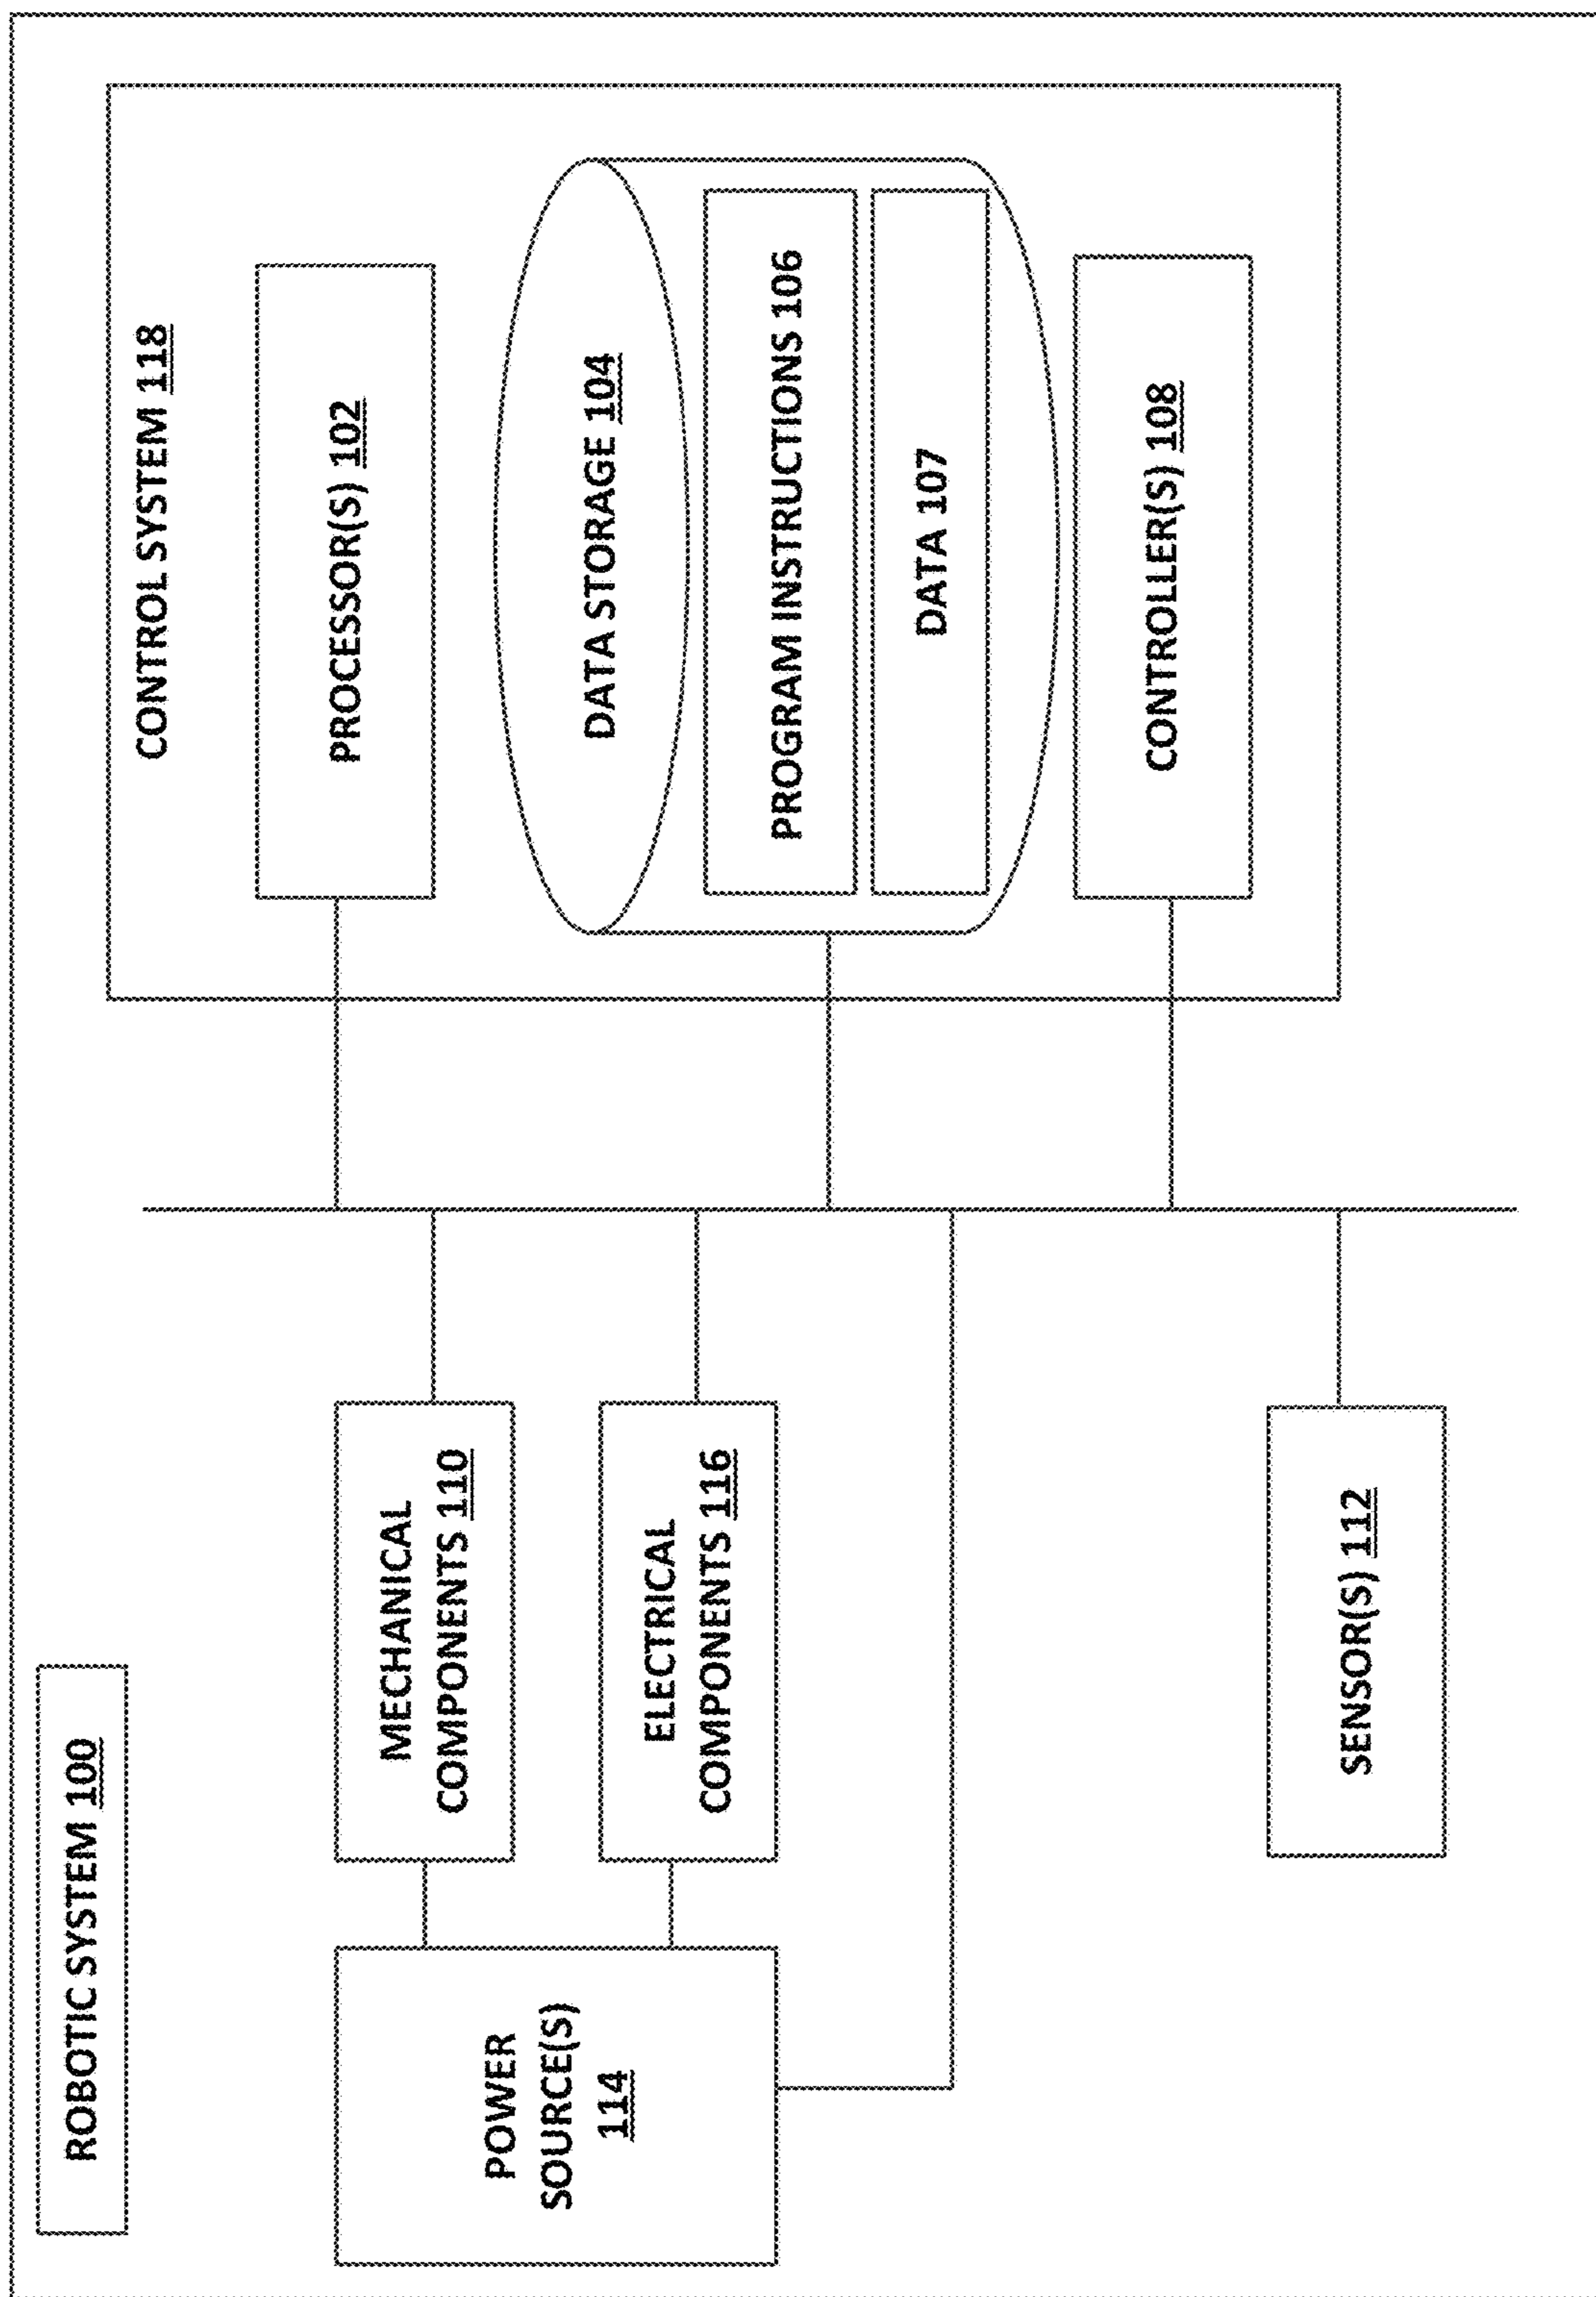 ROBOTIC SYSTEM 100
CONTROL SYSTEM 118
PROCESSOR(S) 102
DATA STORAGE 104
PROGRAM INSTRUCTIONS 106
DATA 107
CONTROLLER(S) 108
MECHANICAL
COMPONENTS 110
ELECTRICAL
COMPONENTS 116
POWER
SOURCE(S)
114
SENSOR(S) 112